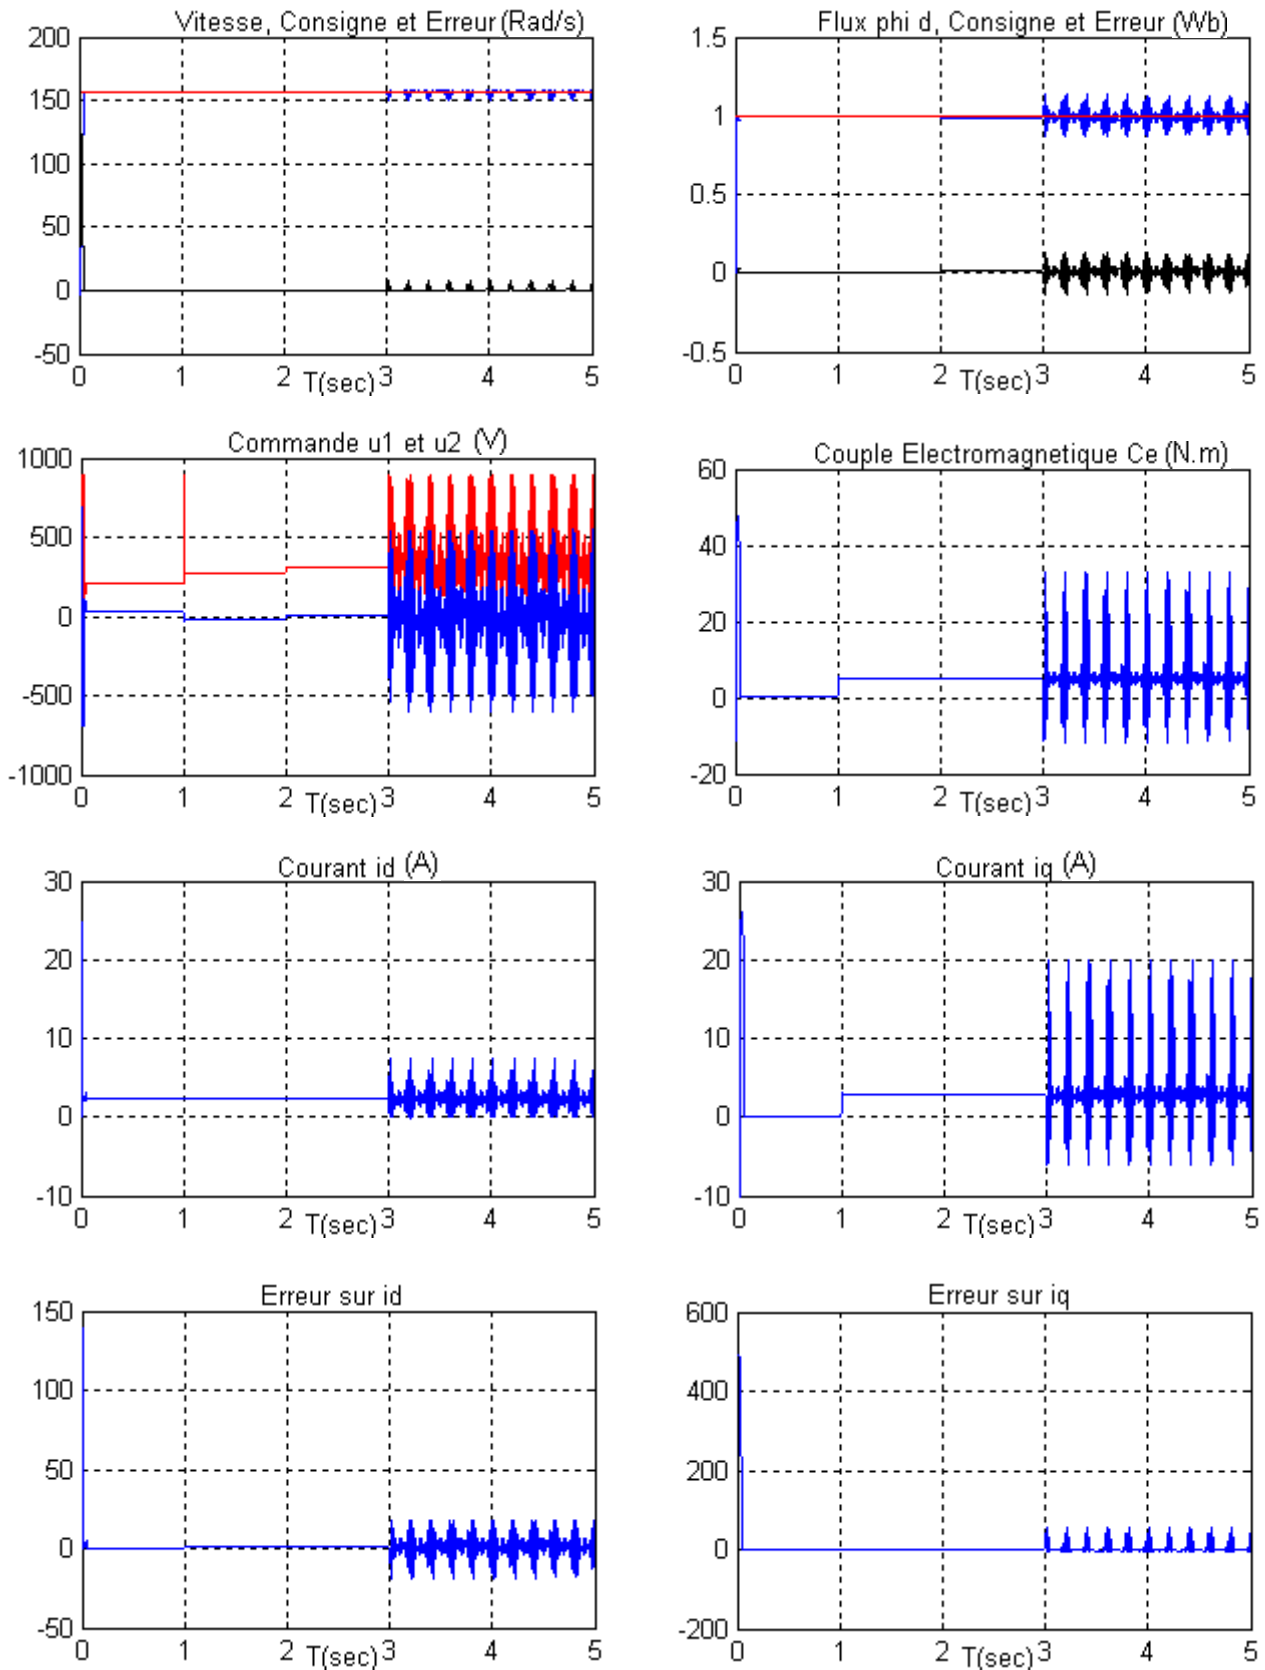 Vitesse, Consigne et Erreur (Rad/s)
200
150
100
50
0
-50
0 1 2 T(sec) 3 4 5
Flux phi d, Consigne et Erreur (Wb)
1.5
1
0.5
0
-0.5
0 1 2 T(sec) 3 4 5
Commande u1 et u2 (V)
1000
500
0
-500
-1000
0 1 2 T(sec) 3 4 5
Couple Electromagnetique Ce (N.m)
60
40
20
0
-20
0 1 2 T(sec) 3 4 5
Courant id (A)
30
20
10
0
-10
0 1 2 T(sec) 3 4 5
Courant iq (A)
30
20
10
0
-10
0 1 2 T(sec) 3 4 5
Erreur sur id
150
100
50
0
-50
0 1 2 T(sec) 3 4 5
Erreur sur iq
600
400
200
0
-200
0 1 2 T(sec) 3 4 5